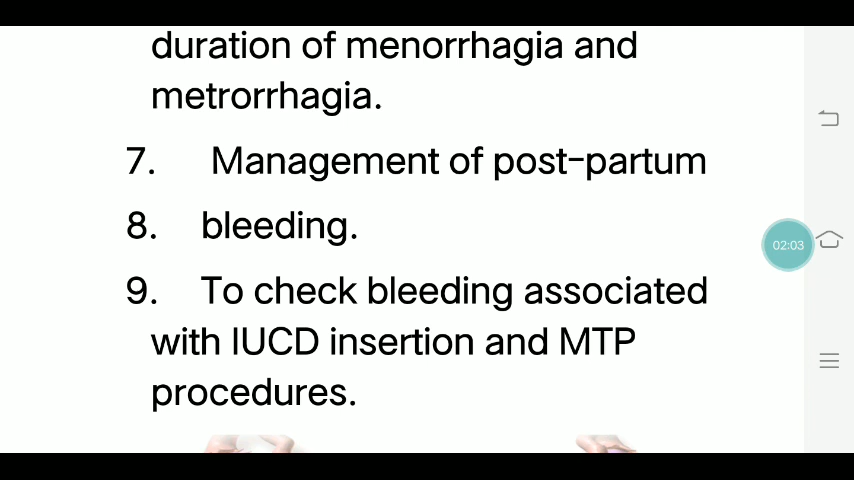 duration of menorrhagia and
metrorrhagia.
7. Management of post-partum
8. bleeding.
9. To check bleeding associated
with IUCD insertion and MTP
procedures.
02:03